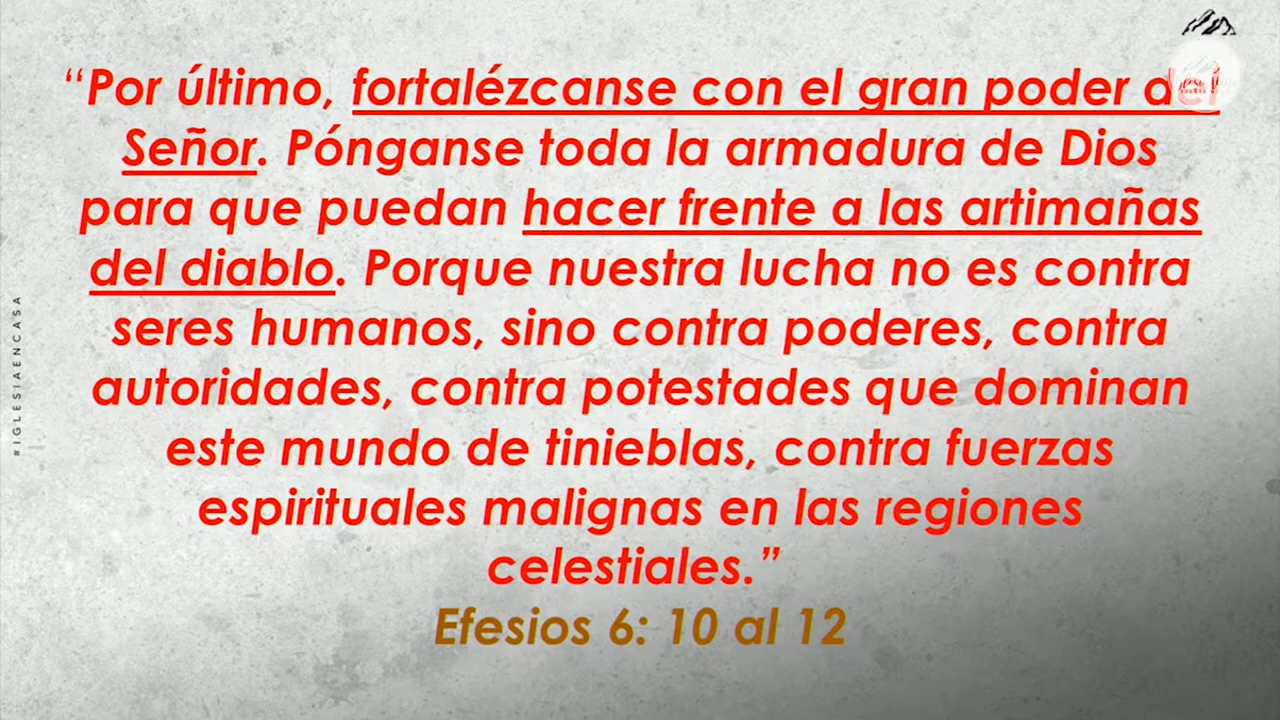 “Por último, fortalézcanse con el gran poder
Señor. Pónganse toda la armadura de Dios
para que puedan hacer frente a las artimañas
del diablo. Porque nuestra lucha no es contra
seres humanos, sino contra poderes, contra
autoridades, contra potestades que dominan
este mundo de tinieblas, contra fuerzas
espirituales malignas en las regiones
celestiales.”
Efesios 6: 10 al 12
#IGLESIAENCASA